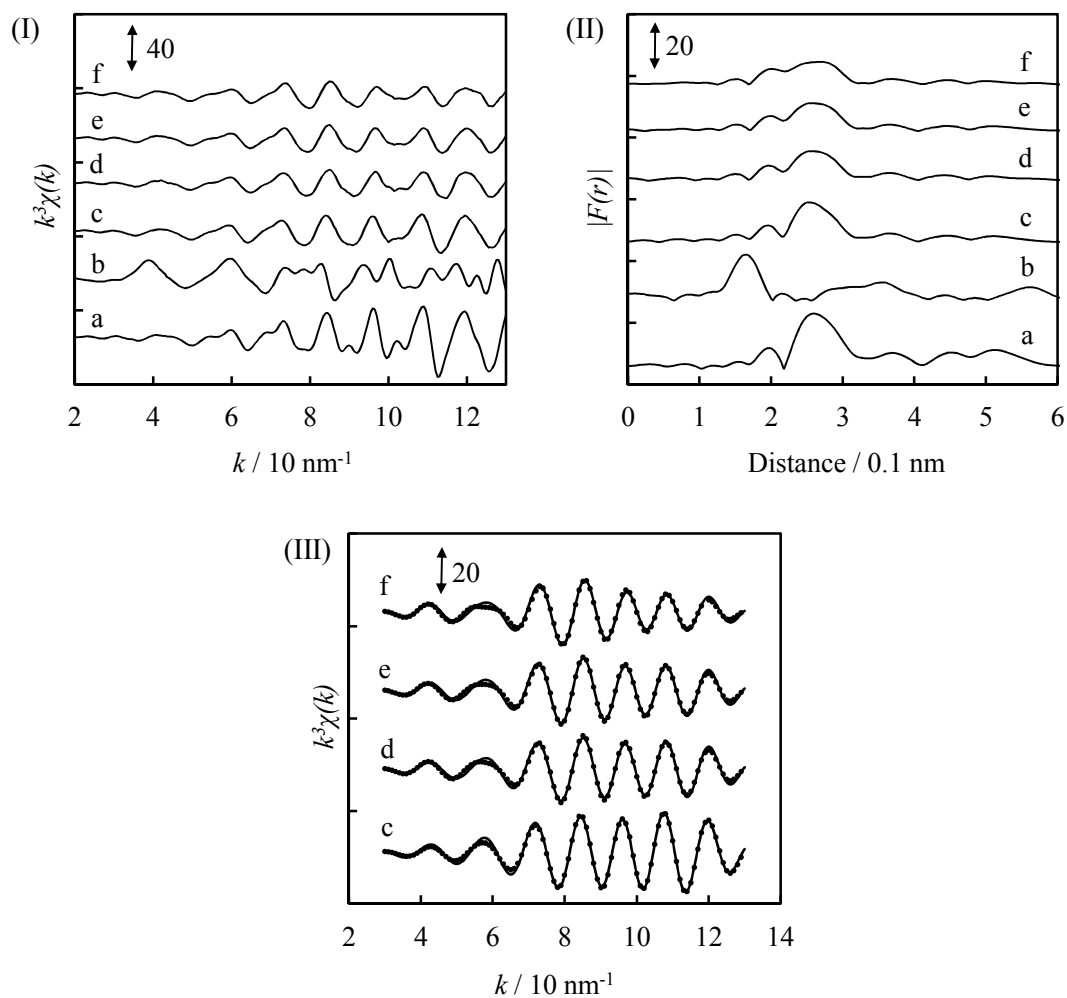 (I)
40
f
e
d
c
b
a
k³χ(k)
2 4 6 8 10 12
k / 10 nm⁻¹
(II)
20
f
e
d
c
b
a
|F(r)|
0 1 2 3 4 5 6
Distance / 0.1 nm
(III)
20
f
e
d
c
k³χ(k)
2 4 6 8 10 12 14
k / 10 nm⁻¹